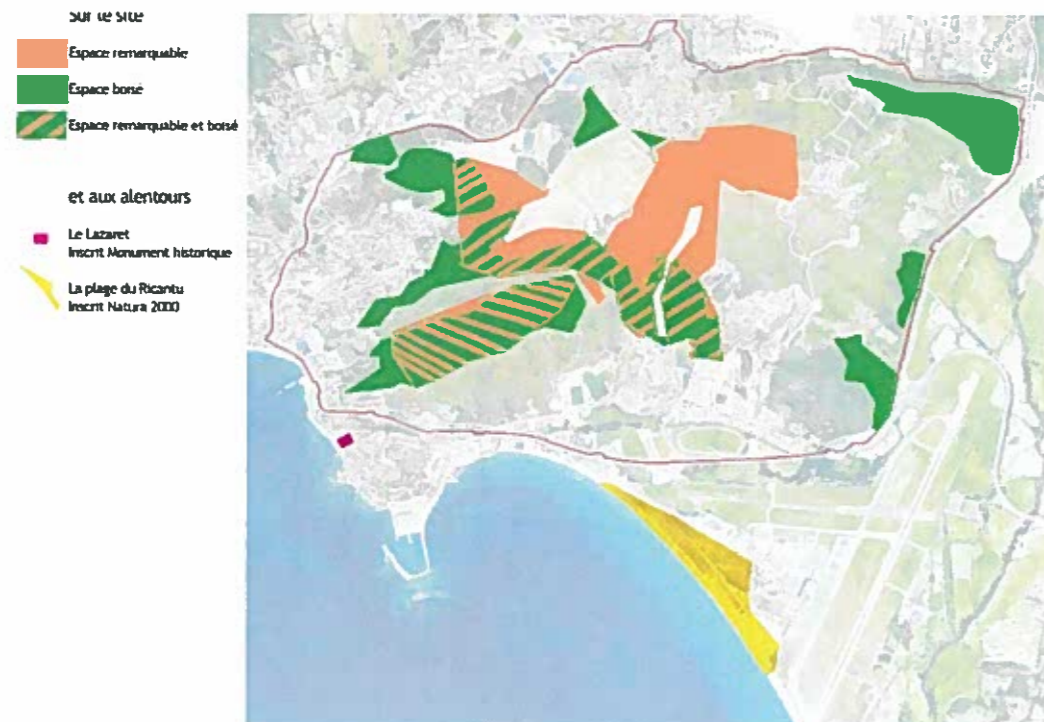 sur le site
Espace remarquable
Espace boisé
Espace remarquable et boisé
et aux alentours
Le Lazaret
Inscrit Monument historique
La plage du Ricantu
Inscrit Natura 2000